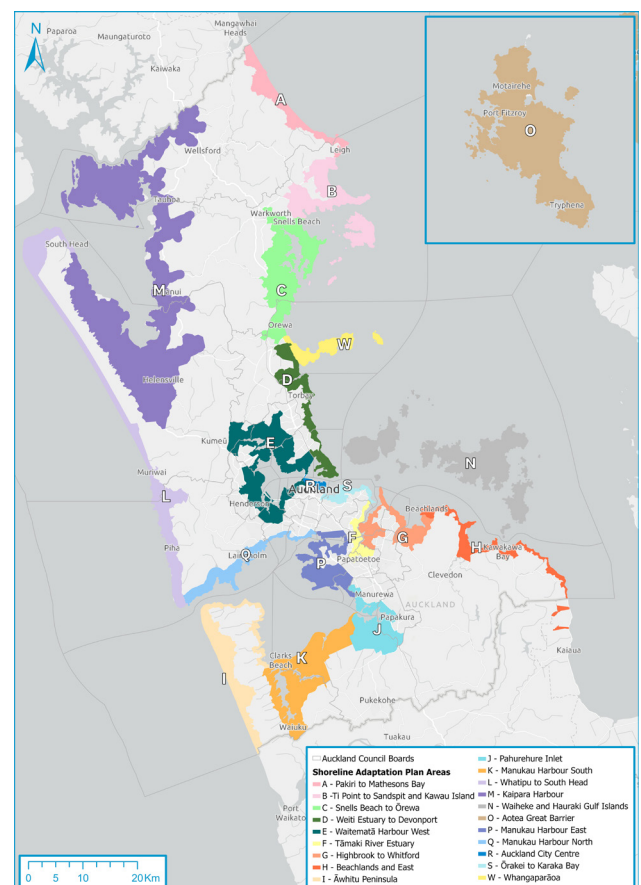 N
Paparoa
Maungaturoto
Mangawhai
Heads
Kaiwaka
A
Wellsford
Leigh
B
Warkworth
Snells Beach
South Head
M
C
Orewa
W
D
Torbay
Helensville
Kumeū
E
N
Muriwai
Auckland
S
Henderson
Beachlands
L
F
G
H
Kawakawa
Bay
Piha
Q
Papatoetoe
P
Clevedon
Manurewa
AUCKLAND
Papakura
J
Kaiaua
I
Clarks
Beach
K
Pukekohe
Waiuku
Tuakau
Port
Waikato
Motairehe
Port Fitzroy
O
Tryphena
Auckland Council Boards
Shoreline Adaptation Plan Areas
A - Pakiri to Mathesons Bay
B -Ti Point to Sandspit and Kawau Island
C - Snells Beach to Ōrewa
D - Weiti Estuary to Devonport
E - Waitematā Harbour West
F - Tāmaki River Estuary
G - Highbrook to Whitford
H - Beachlands and East
I - Āwhitu Peninsula
J - Pahurehure Inlet
K - Manukau Harbour South
L - Whatipu to South Head
M - Kaipara Harbour
N - Waiheke and Hauraki Gulf Islands
O - Aotea Great Barrier
P - Manukau Harbour East
Q - Manukau Harbour North
R - Auckland City Centre
S - Ōrakei to Karaka Bay
W - Whangaparāoa
0 5 10 20Km